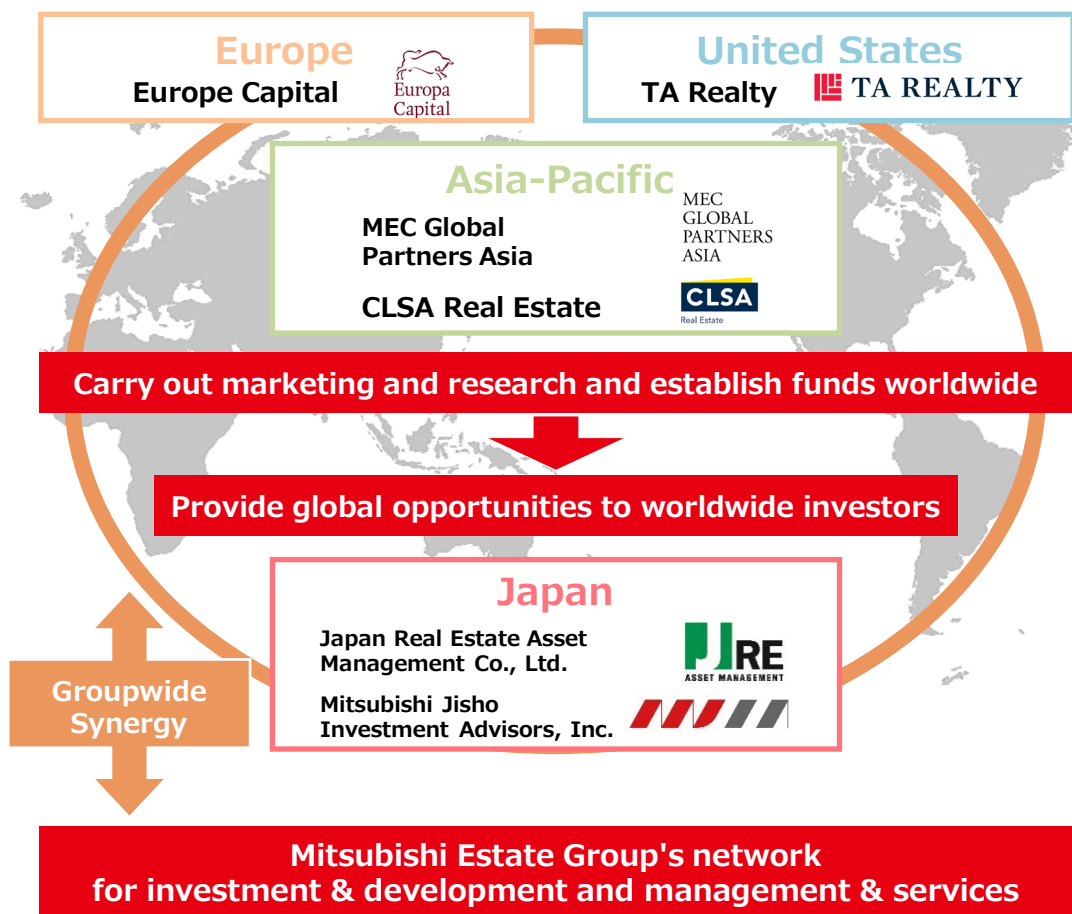 Europe
Europe Capital
Europa
Capital
United States
TA Realty
TA REALTY
Asia-Pacific
MEC Global
Partners Asia
MEC
GLOBAL
PARTNERS
ASIA
CLSA Real Estate
CLSA
Real Estate
Carry out marketing and research and establish funds worldwide
Provide global opportunities to worldwide investors
Japan
Japan Real Estate Asset
Management Co., Ltd.
JRE
ASSET MANAGEMENT
Mitsubishi Jisho
Investment Advisors, Inc.
Groupwide
Synergy
Mitsubishi Estate Group's network
for investment & development and management & services